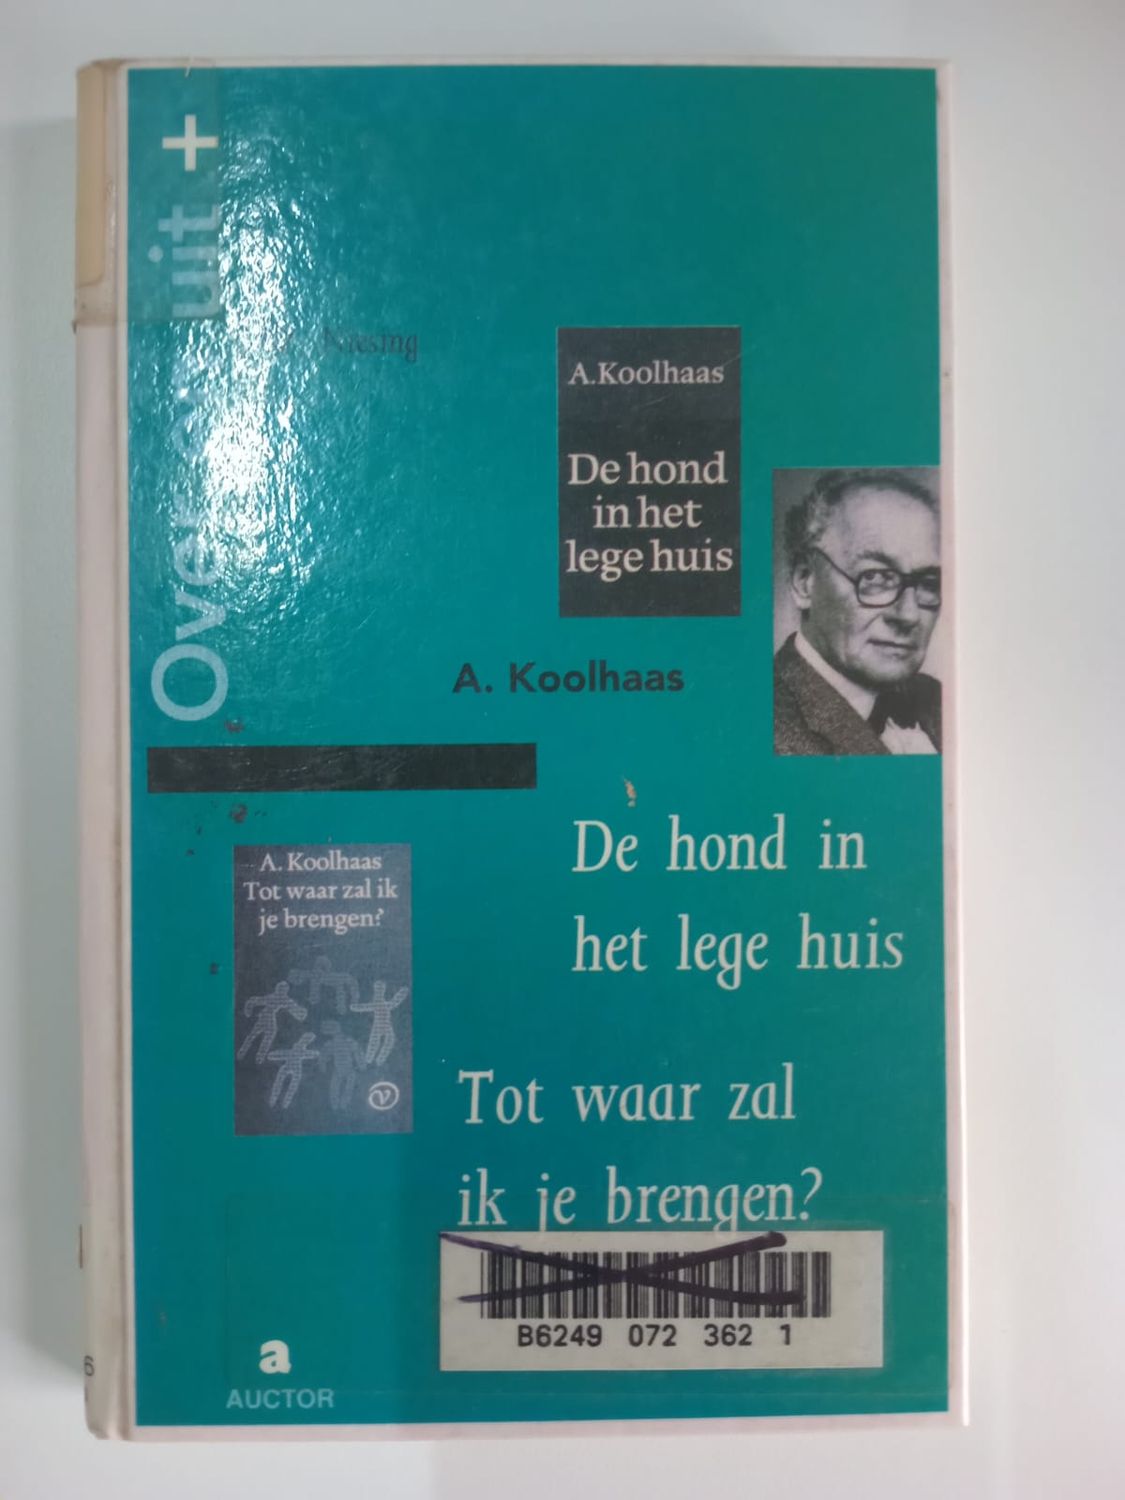 uit +
Niesing
A. Koolhaas
De hond
in het
lege huis
A. Koolhaas
De hond in
het lege huis
A. Koolhaas
Tot waar zal ik
je brengen?
Tot waar zal
ik je brengen?
B6249 072 362 1
a
AUCTOR